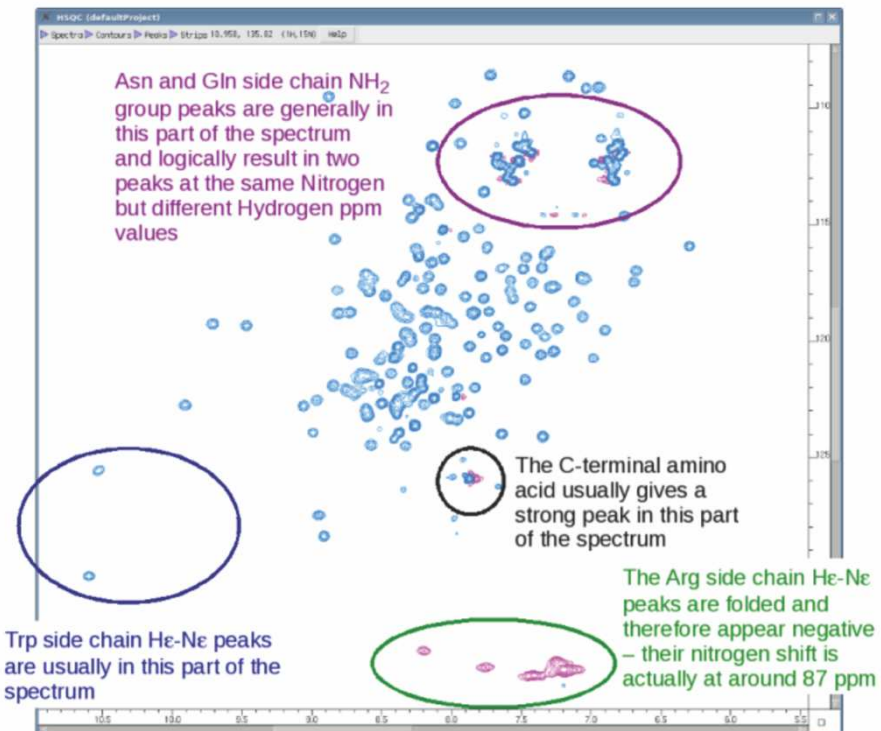 HSQC (defaultProject)
Spectra Contours Peaks Strips 10.958, 135.02 (1H,15N) Help
Asn and Gln side chain NH2
group peaks are generally in
this part of the spectrum
and logically result in two
peaks at the same Nitrogen
but different Hydrogen ppm
values
110
115
120
125
The C-terminal amino
acid usually gives a
strong peak in this part
of the spectrum
The Arg side chain Hε-Nε
peaks are folded and
therefore appear negative
– their nitrogen shift is
actually at around 87 ppm
Trp side chain Hε-Nε peaks
are usually in this part of the
spectrum
10.5 10.0 9.5 9.0 8.5 8.0 7.5 7.0 6.5 6.0 5.5